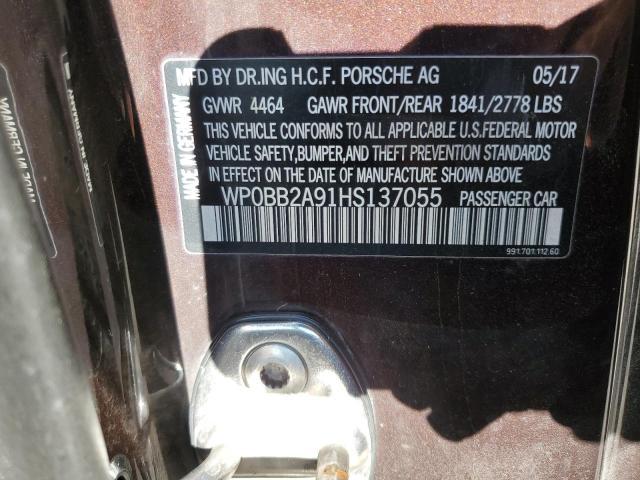 MFD BY DR.ING H.C.F. PORSCHE AG 05/17
GVWR 4464 GAWR FRONT/REAR 1841/2778 LBS
THIS VEHICLE CONFORMS TO ALL APPLICABLE U.S.FEDERAL MOTOR
VEHICLE SAFETY,BUMPER,AND THEFT PREVENTION STANDARDS
IN EFFECT ON THE DATE OF MANUFACTURE SHOWN ABOVE
WP0BB2A91HS137055 PASSENGER CAR
991.701.112.60
MADE IN GERMANY